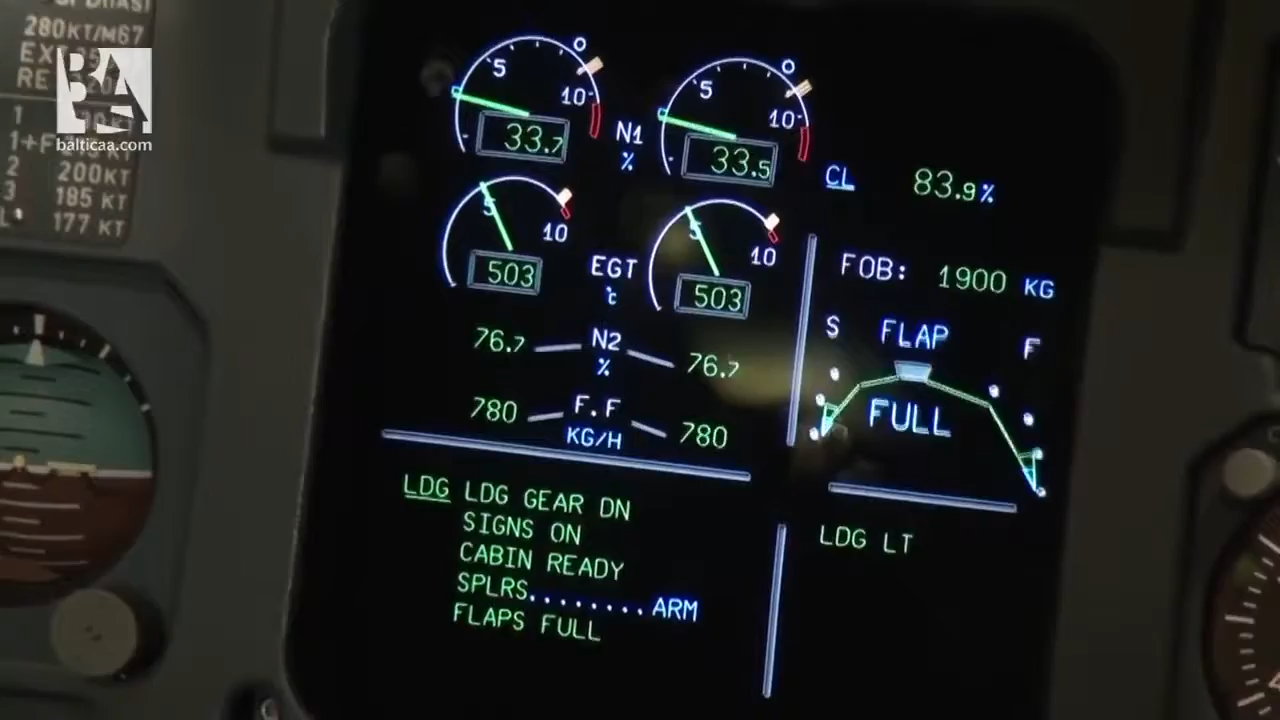 280KT/M67
BA
balticaa.com
2 200KT
3 185 KT
177 KT
5
10
0
33.7
N1
%
5
10
0
33.5
CL
83.9%
5
10
503
EGT
°C
5
10
503
FOB: 1900 KG
76.7
N2
%
76.7
780
F.F
KG/H
780
S FLAP F
FULL
LDG LDG GEAR DN
SIGNS ON
CABIN READY
SPLRS........ARM
FLAPS FULL
LDG LT